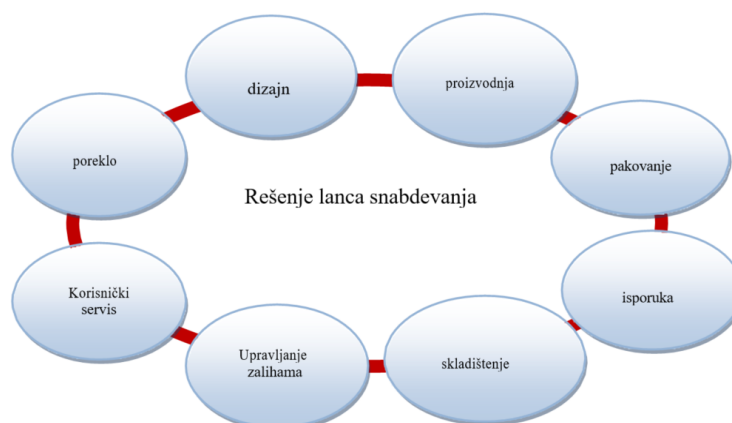 dizajn
proizvodnja
poreklo
pakovanje
Rešenje lanca snabdevanja
Korisnički
servis
isporuka
Upravljanje
zalihama
skladištenje